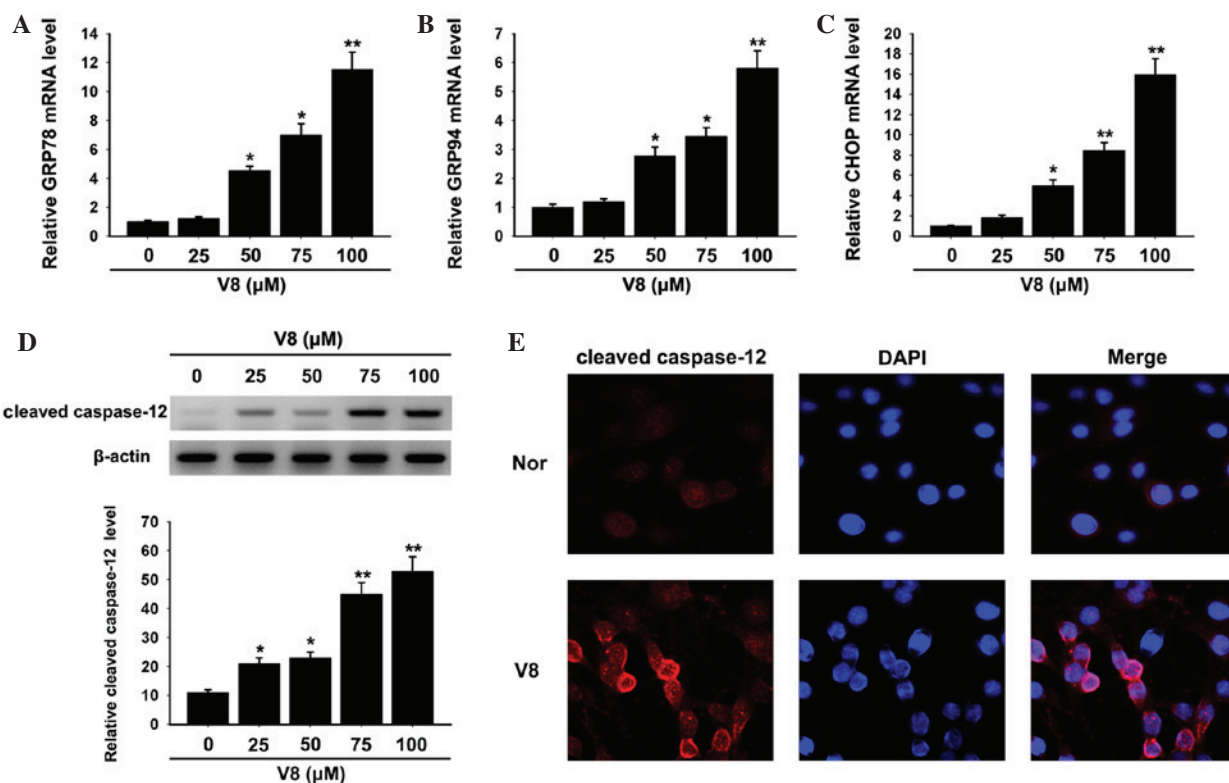 A
Relative GRP78 mRNA level
14
12
10
8
6
4
2
0
*
*
**
0 25 50 75 100
V8 (µM)
B
Relative GRP94 mRNA level
7
6
5
4
3
2
1
0
*
*
**
0 25 50 75 100
V8 (µM)
C
Relative CHOP mRNA level
20
18
16
14
12
10
8
6
4
2
0
*
**
**
0 25 50 75 100
V8 (µM)
D
V8 (µM)
0 25 50 75 100
cleaved caspase-12
β-actin
Relative cleaved caspase-12 level
70
60
50
40
30
20
10
0
*
*
**
**
0 25 50 75 100
V8 (µM)
E
cleaved caspase-12 DAPI Merge
Nor
V8